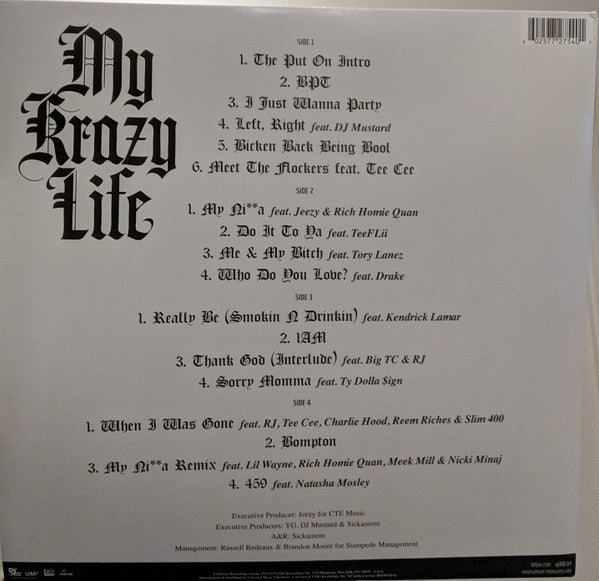 My
Krazy
Life
6 02577 27540 1
SIDE 1
1. The Put On Intro
2. BPT
3. I Just Wanna Party
4. Left, Right feat. DJ Mustard
5. Bicken Back Being Bool
6. Meet The Flockers feat. Tee Cee
SIDE 2
1. My Ni**a feat. Jeezy & Rich Homie Quan
2. Do It To Ya feat. TeeFLii
3. Me & My Bitch feat. Tory Lanez
4. Who Do You Love? feat. Drake
SIDE 3
1. Really Be (Smokin N Drinkin) feat. Kendrick Lamar
2. 1AM
3. Thank God (Interlude) feat. Big TC & RJ
4. Sorry Momma feat. Ty Dolla $ign
SIDE 4
1. When I Was Gone feat. RJ, Tee Cee, Charlie Hood, Reem Riches & Slim 400
2. Bompton
3. My Ni**a Remix feat. Lil Wayne, Rich Homie Quan, Meek Mill & Nicki Minaj
4. 459 feat. Natasha Mosley
Executive Producer: Jeezy for CTE Music
Executive Producers: YG, DJ Mustard & Sickamore
A&R: Sickamore
Management: Russell Redeaux & Brandon Moore for Stampede Management